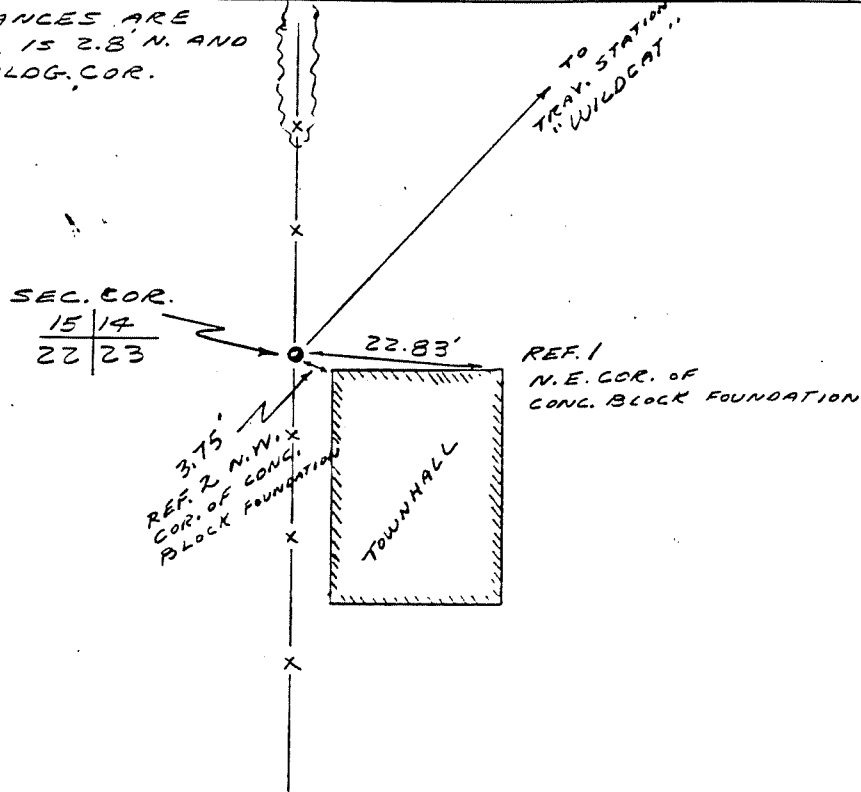 ANCES ARE
IS 2.8' N. AND
LDG. COR.
TO
TRAV. STATION
"WILDCAT"
SEC. COR.
15 | 14
22 | 23
22.83'
REF. 1
N.E. COR. OF
CONC. BLOCK FOUNDATION
3.75'
REF. 2 N.W.
COR. OF CONC.
BLOCK FOUNDATION
TOWNHALL